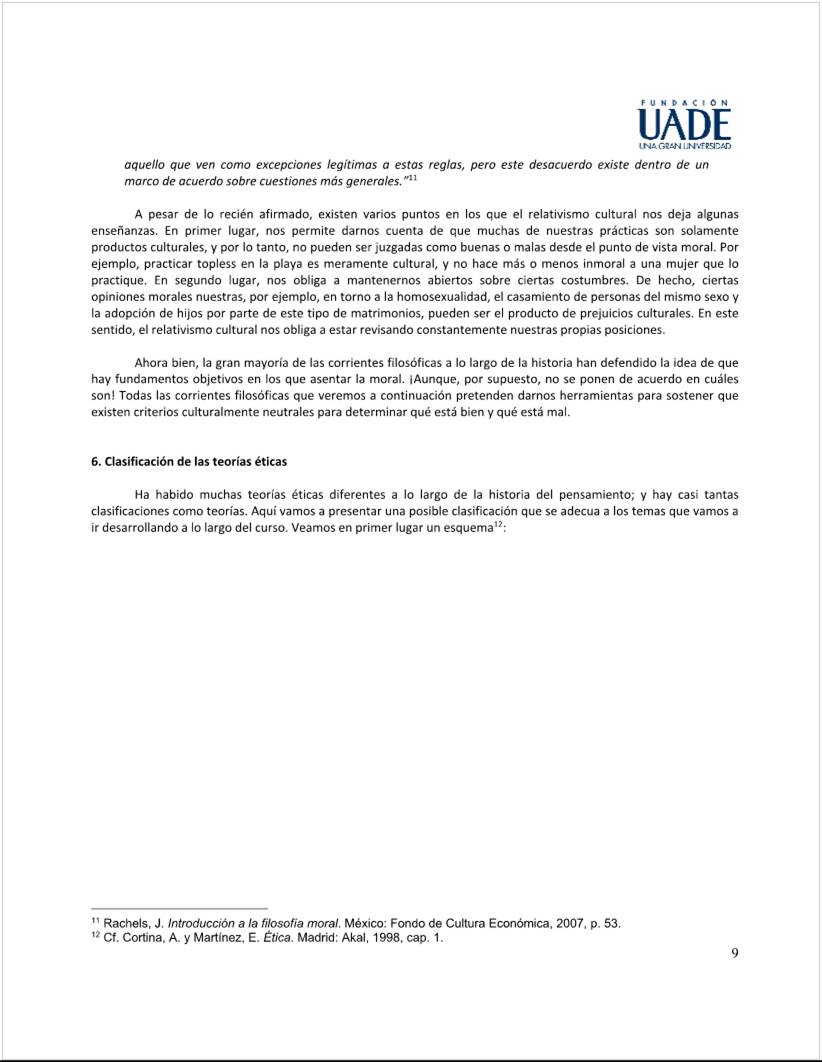 FUNDACIÓN
UADE
UNA GRAN UNIVERSIDAD
aquello que ven como excepciones legítimas a estas reglas, pero este desacuerdo existe dentro de un
marco de acuerdo sobre cuestiones más generales.”¹¹
A pesar de lo recién afirmado, existen varios puntos en los que el relativismo cultural nos deja algunas
enseñanzas. En primer lugar, nos permite darnos cuenta de que muchas de nuestras prácticas son solamente
productos culturales, y por lo tanto, no pueden ser juzgadas como buenas o malas desde el punto de vista moral. Por
ejemplo, practicar topless en la playa es meramente cultural, y no hace más o menos inmoral a una mujer que lo
practique. En segundo lugar, nos obliga a mantenernos abiertos sobre ciertas costumbres. De hecho, ciertas
opiniones morales nuestras, por ejemplo, en torno a la homosexualidad, el casamiento de personas del mismo sexo y
la adopción de hijos por parte de este tipo de matrimonios, pueden ser el producto de prejuicios culturales. En este
sentido, el relativismo cultural nos obliga a estar revisando constantemente nuestras propias posiciones.
Ahora bien, la gran mayoría de las corrientes filosóficas a lo largo de la historia han defendido la idea de que
hay fundamentos objetivos en los que asentar la moral. ¡Aunque, por supuesto, no se ponen de acuerdo en cuáles
son! Todas las corrientes filosóficas que veremos a continuación pretenden darnos herramientas para sostener que
existen criterios culturalmente neutrales para determinar qué está bien y qué está mal.
6. Clasificación de las teorías éticas
Ha habido muchas teorías éticas diferentes a lo largo de la historia del pensamiento; y hay casi tantas
clasificaciones como teorías. Aquí vamos a presentar una posible clasificación que se adecua a los temas que vamos a
ir desarrollando a lo largo del curso. Veamos en primer lugar un esquema¹²:
¹¹ Rachels, J. Introducción a la filosofía moral. México: Fondo de Cultura Económica, 2007, p. 53.
¹² Cf. Cortina, A. y Martínez, E. Ética. Madrid: Akal, 1998, cap. 1.
9